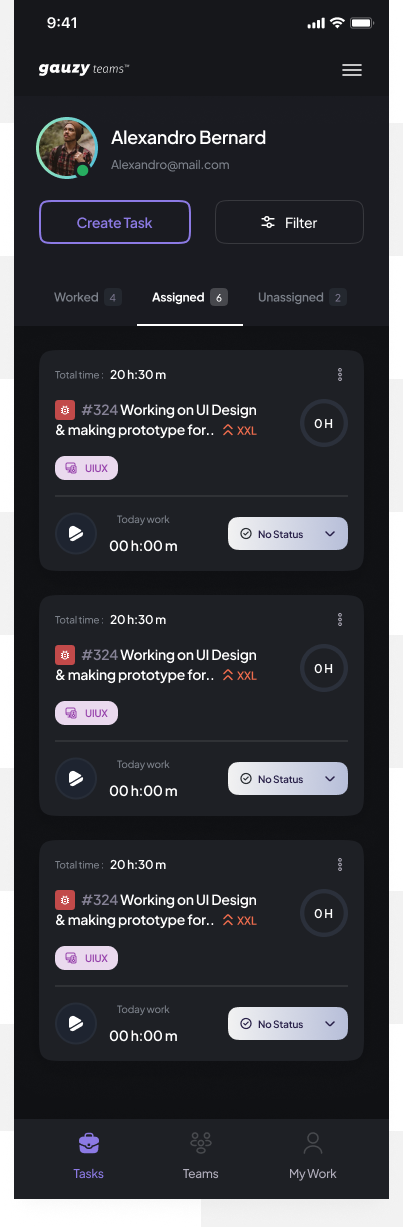 9:41
gauzy teams™
Alexandro Bernard
Alexandro@mail.com
Create Task
Filter
Worked 4
Assigned 6
Unassigned 2
Total time : 20 h:30 m
#324 Working on UI Design
& making prototype for.. XXL
0 H
UIUX
Today work
00 h:00 m
No Status
Total time : 20 h:30 m
#324 Working on UI Design
& making prototype for.. XXL
0 H
UIUX
Today work
00 h:00 m
No Status
Total time : 20 h:30 m
#324 Working on UI Design
& making prototype for.. XXL
0 H
UIUX
Today work
00 h:00 m
No Status
Tasks
Teams
My Work